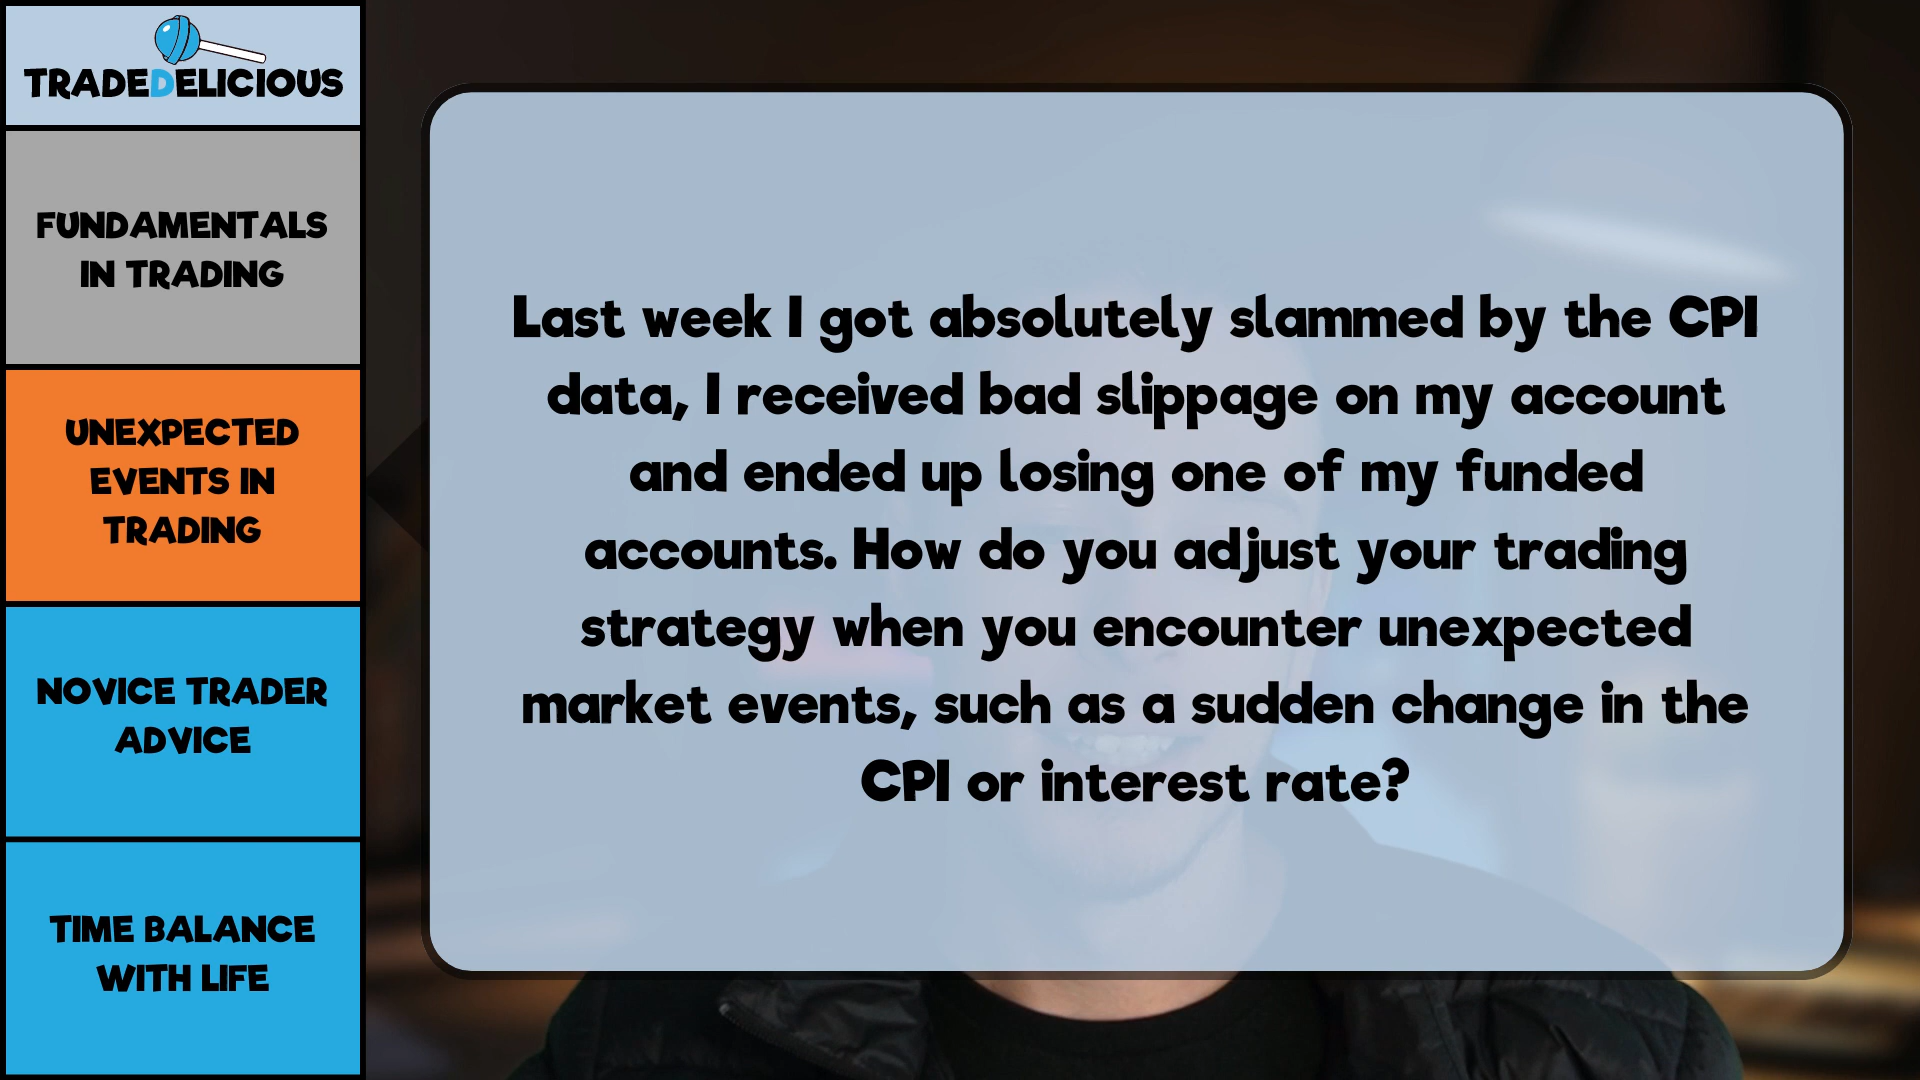 TRADEDELICIOUS
FUNDAMENTALS
IN TRADING
UNEXPECTED
EVENTS IN
TRADING
NOVICE TRADER
ADVICE
TIME BALANCE
WITH LIFE
Last week I got absolutely slammed by the CPI
data, I received bad slippage on my account
and ended up losing one of my funded
accounts. How do you adjust your trading
strategy when you encounter unexpected
market events, such as a sudden change in the
CPI or interest rate?